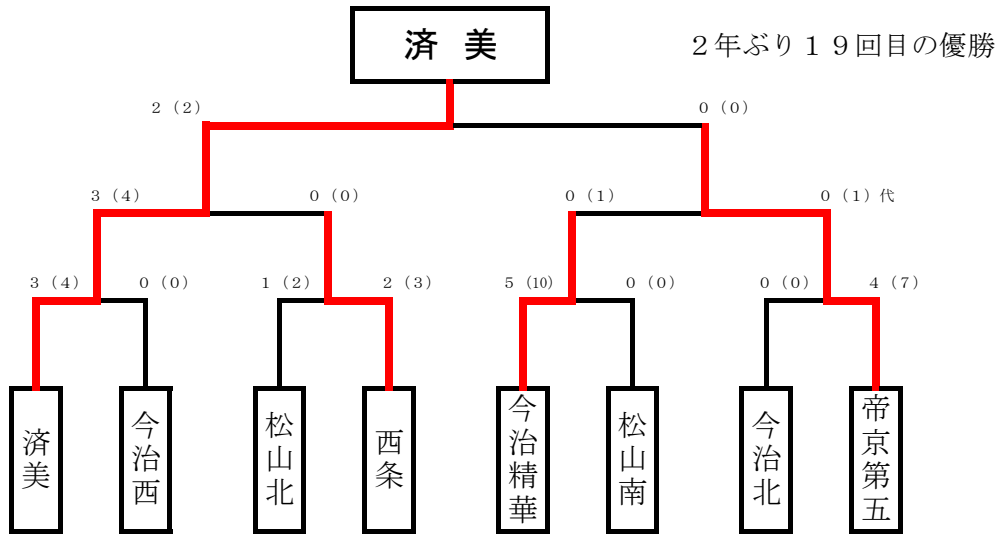 済 美
２年ぶり１９回目の優勝
２（２）
０（０）
３（４）
０（０）
０（１）
０（１）代
３（４）
０（０）
１（２）
２（３）
５（10）
０（０）
０（０）
４（７）
済美
今治西
松山北
西条
今治精華
松山南
今治北
帝京第五